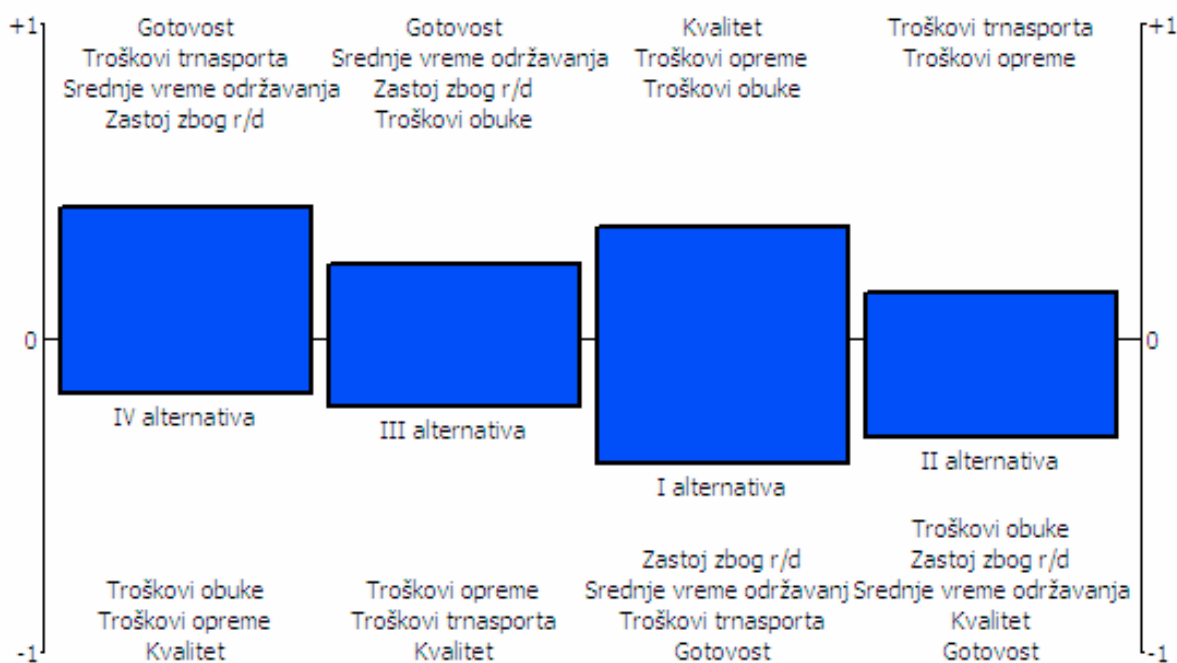 +1
Gotovost
Troškovi trnasporta
Srednje vreme održavanja
Zastoj zbog r/d
Gotovost
Srednje vreme održavanja
Zastoj zbog r/d
Troškovi obuke
Kvalitet
Troškovi opreme
Troškovi obuke
Troškovi trnasporta
Troškovi opreme
+1
0
0
IV alternativa
III alternativa
I alternativa
II alternativa
Troškovi obuke
Troškovi opreme
Kvalitet
Troškovi opreme
Troškovi trnasporta
Kvalitet
Zastoj zbog r/d
Srednje vreme održavanj
Troškovi trnasporta
Gotovost
Troškovi obuke
Zastoj zbog r/d
Srednje vreme održavanja
Kvalitet
Gotovost
-1
-1